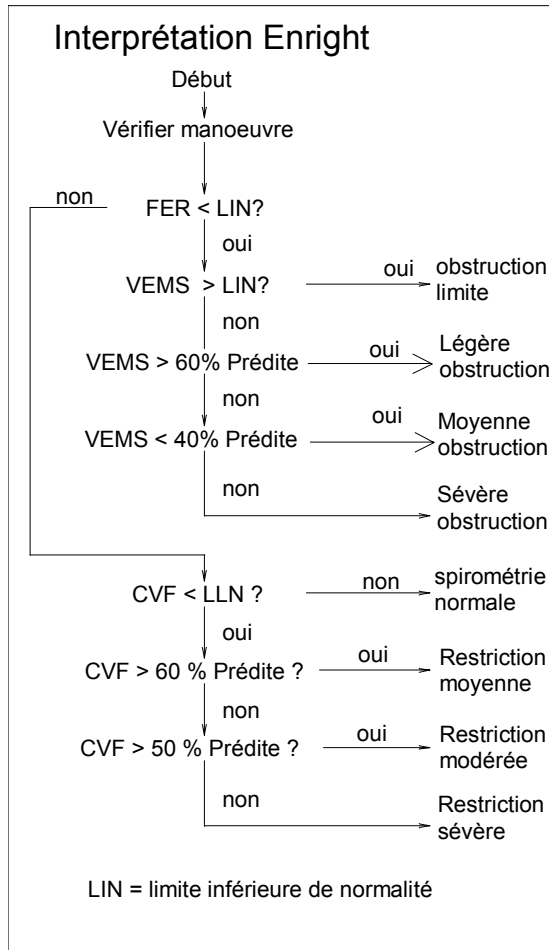 Interprétation Enright
Début
Vérifier manoeuvre
non
FER < LIN?
oui
VEMS > LIN?
oui
obstruction
limite
non
VEMS > 60% Prédite
oui
Légère
obstruction
non
VEMS < 40% Prédite
oui
Moyenne
obstruction
non
Sévère
obstruction
CVF < LLN ?
non
spirométrie
normale
oui
CVF > 60 % Prédite ?
oui
Restriction
moyenne
non
CVF > 50 % Prédite ?
oui
Restriction
modérée
non
Restriction
sévère
LIN = limite inférieure de normalité